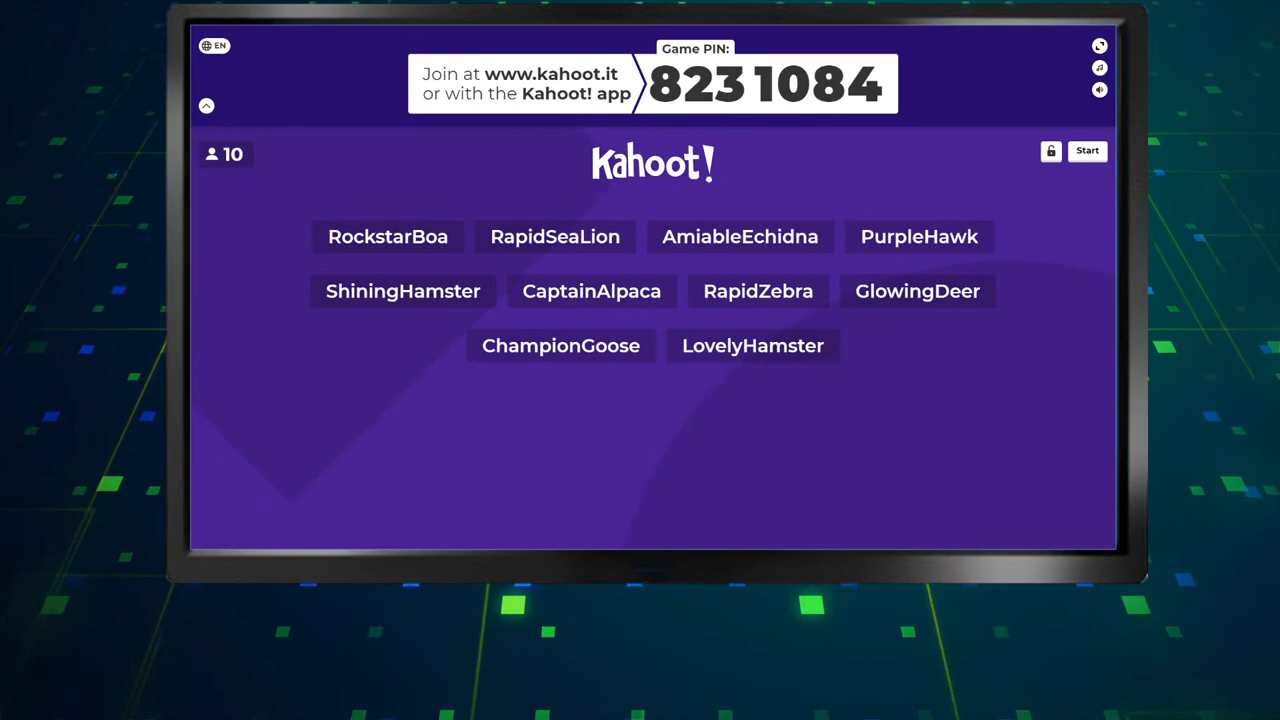 EN
Game PIN:
Join at www.kahoot.it
or with the Kahoot! app
823 1084
10
Kahoot!
Start
RockstarBoa RapidSeaLion AmiableEchidna PurpleHawk
ShiningHamster CaptainAlpaca RapidZebra GlowingDeer
ChampionGoose LovelyHamster